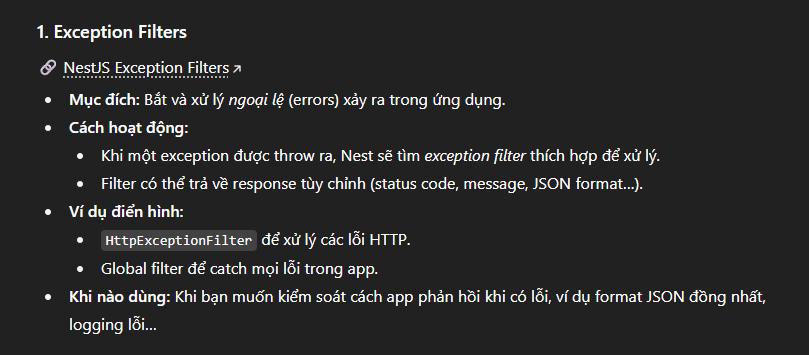 1. Exception Filters
NestJS Exception Filters ↗
• Mục đích: Bắt và xử lý ngoại lệ (errors) xảy ra trong ứng dụng.
• Cách hoạt động:
• Khi một exception được throw ra, Nest sẽ tìm exception filter thích hợp để xử lý.
• Filter có thể trả về response tùy chỉnh (status code, message, JSON format...).
• Ví dụ điển hình:
• HttpExceptionFilter để xử lý các lỗi HTTP.
• Global filter để catch mọi lỗi trong app.
• Khi nào dùng: Khi bạn muốn kiểm soát cách app phản hồi khi có lỗi, ví dụ format JSON đồng nhất,
logging lỗi...